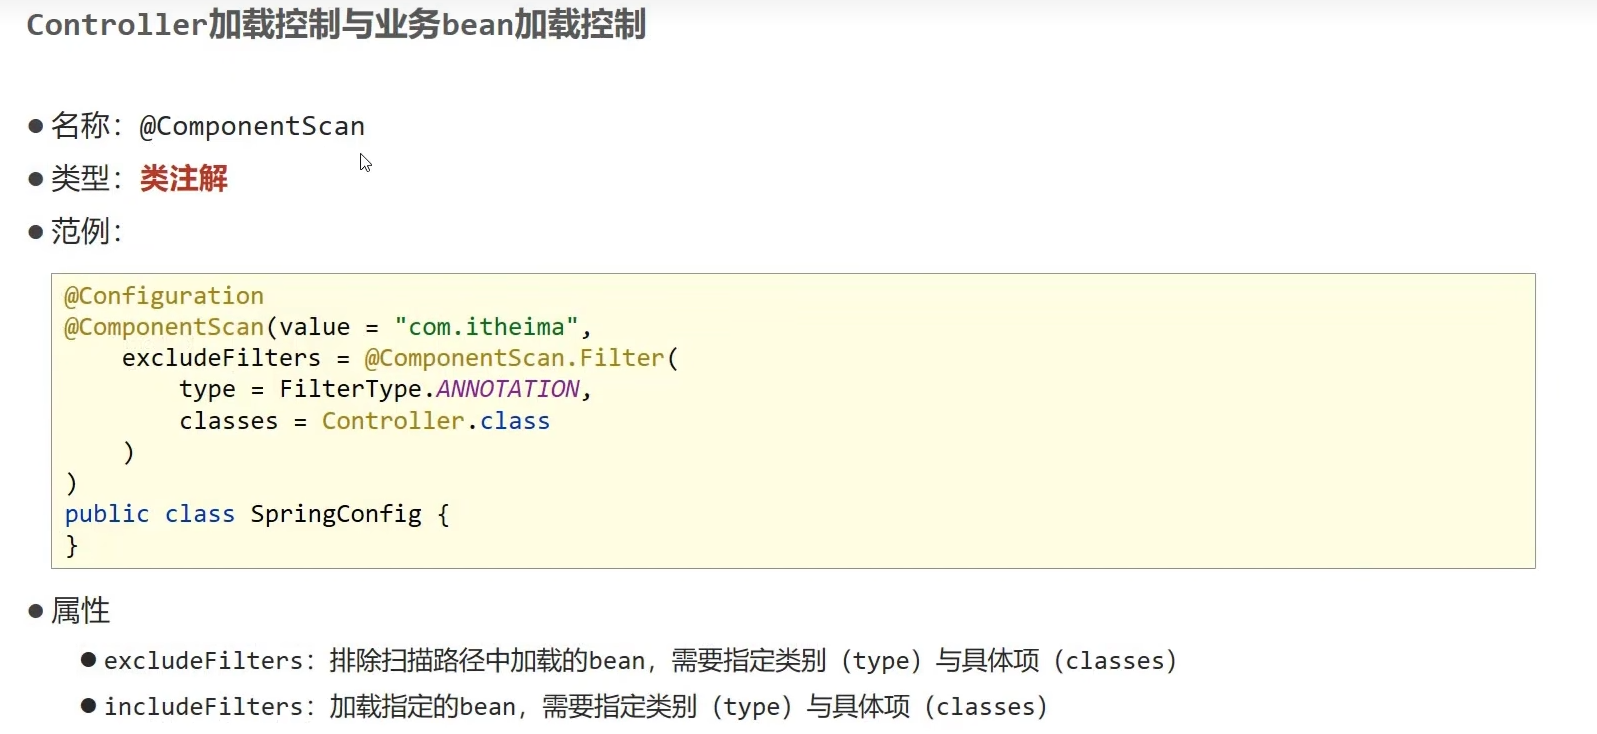 Controller加载控制与业务bean加载控制
● 名称：@ComponentScan
● 类型：类注解
● 范例：
@Configuration
@ComponentScan(value = "com.itheima",
    excludeFilters = @ComponentScan.Filter(
        type = FilterType.ANNOTATION,
        classes = Controller.class
    )
)
public class SpringConfig {
}
● 属性
● excludeFilters：排除扫描路径中加载的bean，需要指定类别（type）与具体项（classes）
● includeFilters：加载指定的bean，需要指定类别（type）与具体项（classes）